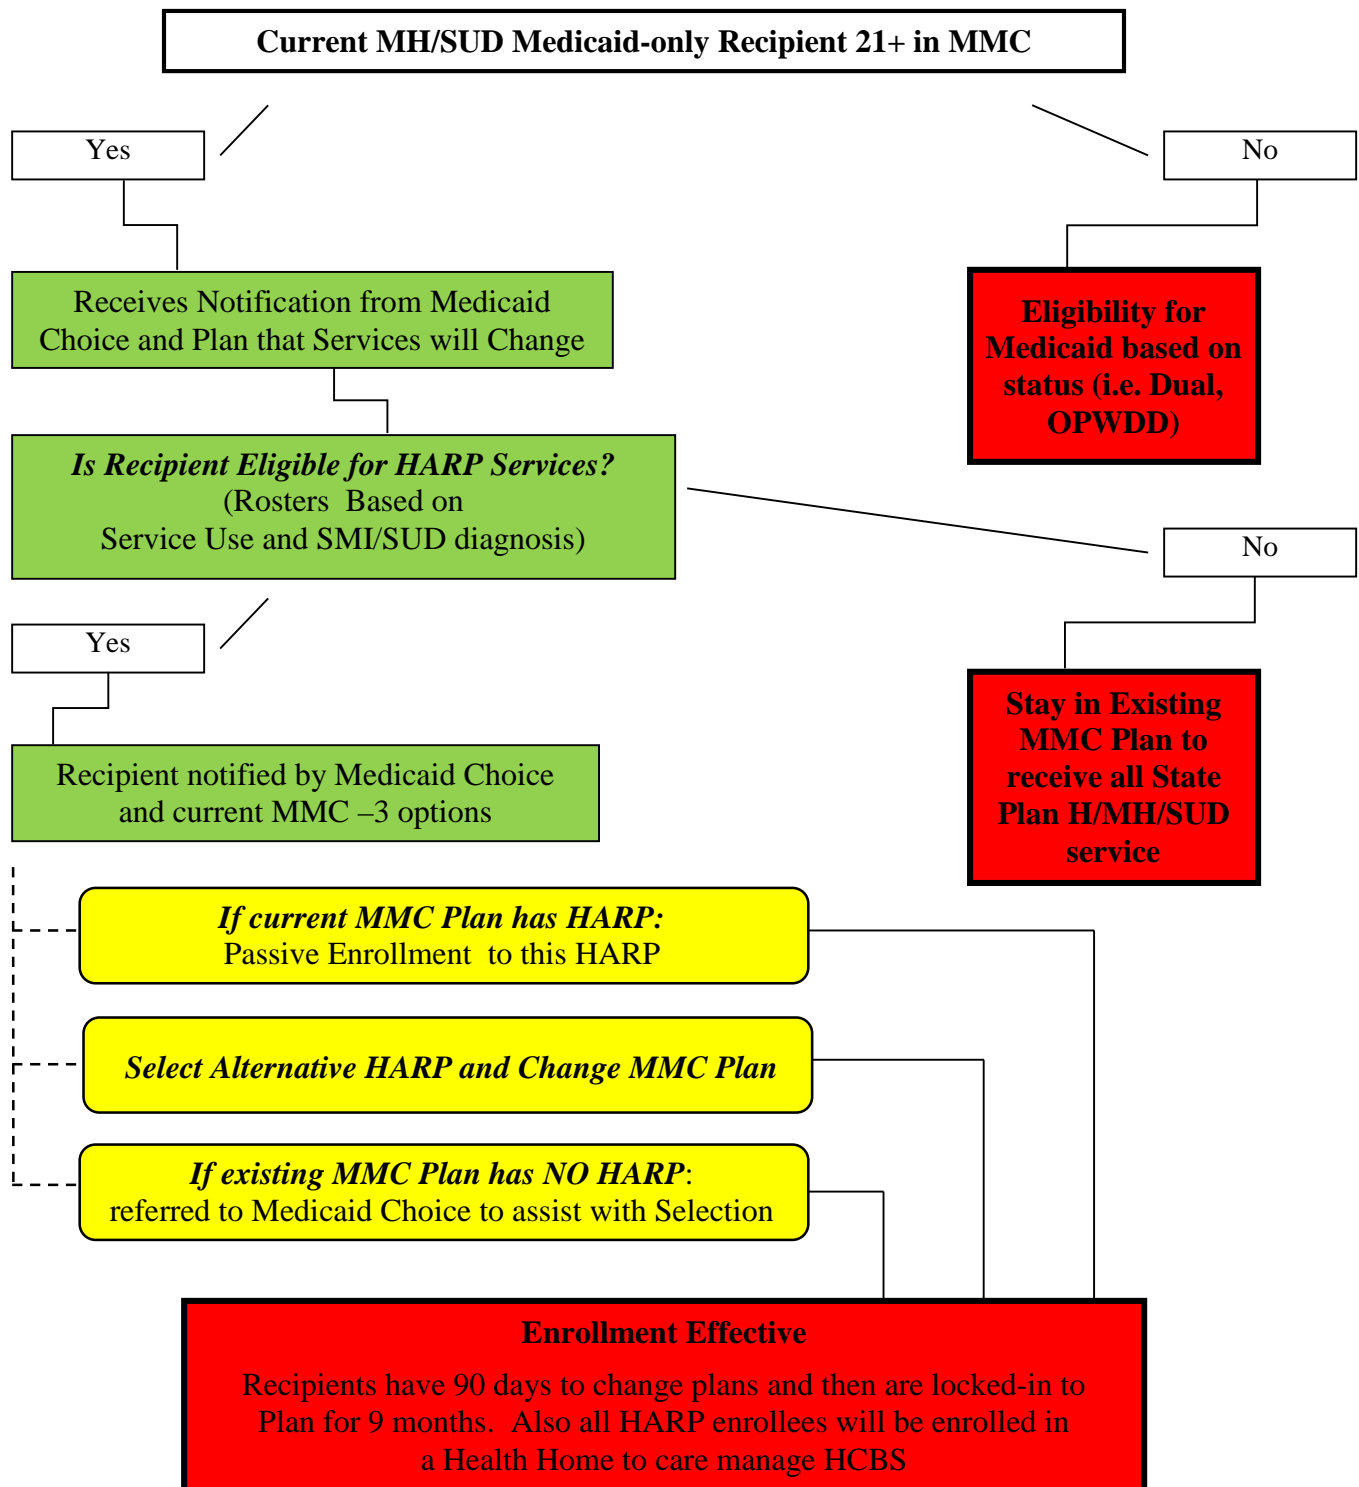 Current MH/SUD Medicaid-only Recipient 21+ in MMC
Yes
No
Receives Notification from Medicaid
Choice and Plan that Services will Change
Eligibility for
Medicaid based on
status (i.e. Dual,
OPWDD)
Is Recipient Eligible for HARP Services?
(Rosters Based on
Service Use and SMI/SUD diagnosis)
No
Yes
Stay in Existing
MMC Plan to
receive all State
Plan H/MH/SUD
service
Recipient notified by Medicaid Choice
and current MMC –3 options
If current MMC Plan has HARP:
Passive Enrollment to this HARP
Select Alternative HARP and Change MMC Plan
If existing MMC Plan has NO HARP:
referred to Medicaid Choice to assist with Selection
Enrollment Effective
Recipients have 90 days to change plans and then are locked-in to
Plan for 9 months. Also all HARP enrollees will be enrolled in
a Health Home to care manage HCBS